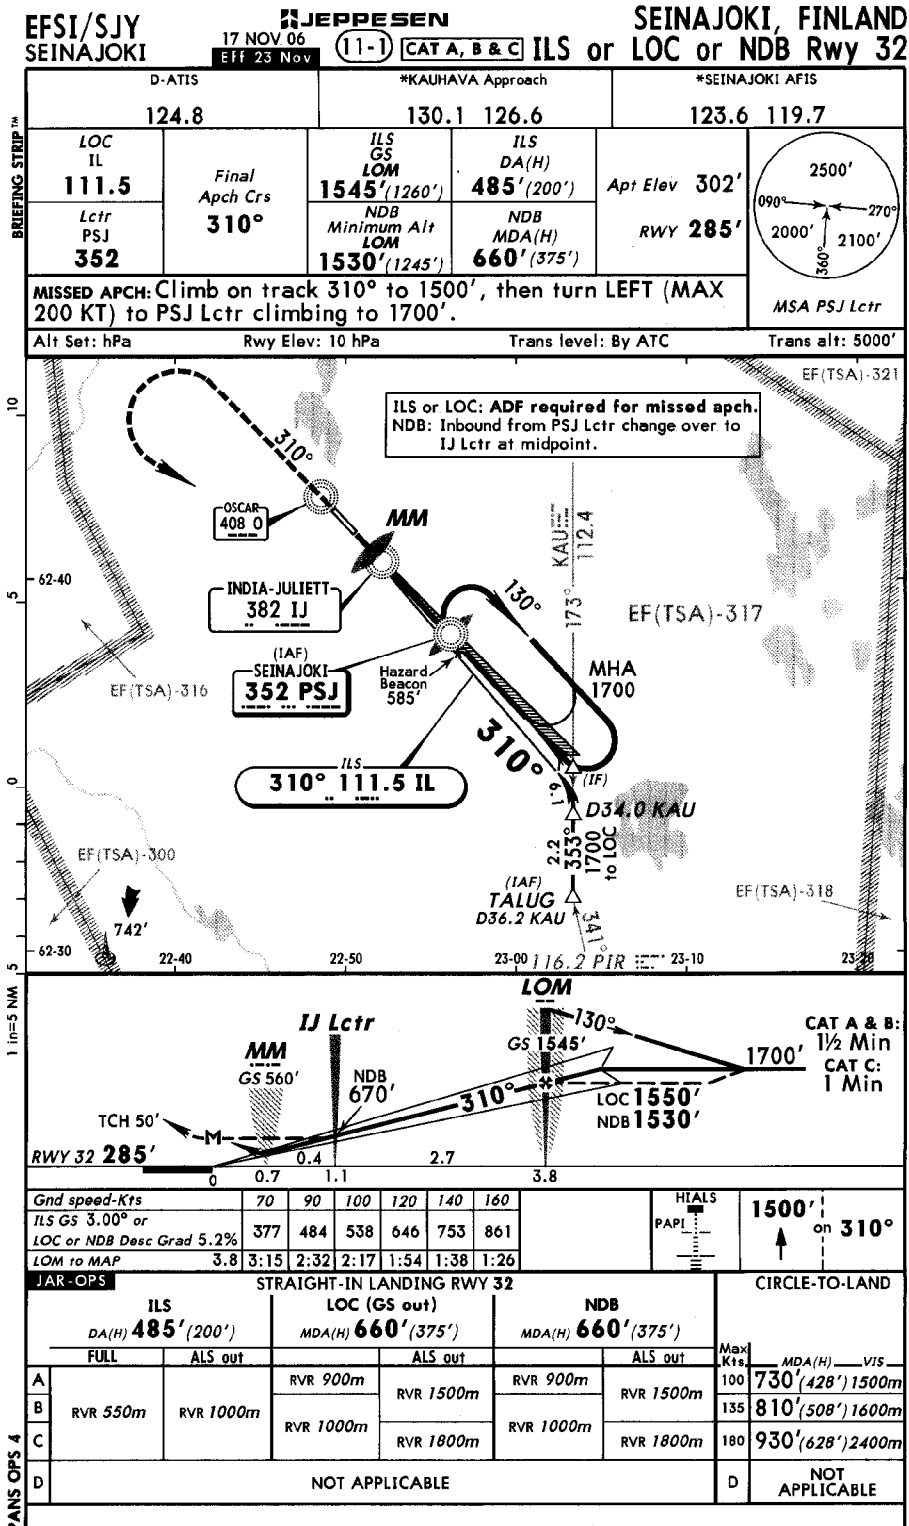 EFSI/SJY
SEINAJOKI
JEPPESEN
17 NOV 06
Eff 23 Nov
11-1
CAT A, B & C
SEINAJOKI, FINLAND
ILS or LOC or NDB Rwy 32
BRIEFING STRIP™
D-ATIS
124.8
*KAUHAVA Approach
130.1 126.6
*SEINAJOKI AFIS
123.6 119.7
LOC
IL
111.5
Final
Apch Crs
310°
ILS
GS
LOM
1545'(1260')
ILS
DA(H)
485'(200')
Apt Elev 302'
RWY 285'
Lctr
PSJ
352
NDB
Minimum Alt
LOM
1530'(1245')
NDB
MDA(H)
660'(375')
2500'
090°
270°
2000'
2100'
360°
MSA PSJ Lctr
MISSED APCH: Climb on track 310° to 1500', then turn LEFT (MAX
200 KT) to PSJ Lctr climbing to 1700'.
Alt Set: hPa
Rwy Elev: 10 hPa
Trans level: By ATC
Trans alt: 5000'
EF(TSA)-321
ILS or LOC: ADF required for missed apch.
NDB: Inbound from PSJ Lctr change over to
IJ Lctr at midpoint.
10
310°
OSCAR
408 O
MM
KAU
112.4
62-40
5
INDIA-JULIETT
382 IJ
130°
173°
EF(TSA)-317
(IAF)
SEINAJOKI
352 PSJ
Hazard
Beacon
585'
MHA
1700
EF(TSA)-316
310°
ILS
310° 111.5 IL
(IF)
0
6.1
D34.0 KAU
2.2
353°
1700
to LOC
EF(TSA)-300
(IAF)
TALUG
D36.2 KAU
EF(TSA)-318
742'
341°
62-30
116.2 PIR
22-40
22-50
23-00
23-10
23-20
5
1 in=5 NM
LOM
IJ Lctr
130°
GS 1545'
CAT A & B:
1½ Min
CAT C:
1 Min
1700'
MM
GS 560'
NDB
670'
310°
LOC 1550'
NDB 1530'
TCH 50'
M
RWY 32 285'
0.4
2.7
0
0.7
1.1
3.8
Gnd speed-Kts 70 90 100 120 140 160
ILS GS 3.00° or
LOC or NDB Desc Grad 5.2% 377 484 538 646 753 861
LOM to MAP 3.8 3:15 2:32 2:17 1:54 1:38 1:26
HIALS
PAPI
1500'
on 310°
JAR-OPS
STRAIGHT-IN LANDING RWY 32
CIRCLE-TO-LAND
ILS
DA(H) 485'(200')
LOC (GS out)
MDA(H) 660'(375')
NDB
MDA(H) 660'(375')
FULL
ALS out
ALS out
ALS out
Max
Kts
MDA(H) VIS
A
B
C
D
RVR 550m
RVR 1000m
RVR 900m
RVR 1000m
RVR 1500m
RVR 1800m
RVR 900m
RVR 1000m
RVR 1500m
RVR 1800m
100 730'(428') 1500m
135 810'(508') 1600m
180 930'(628') 2400m
NOT APPLICABLE
D
NOT
APPLICABLE
PANS OPS 4